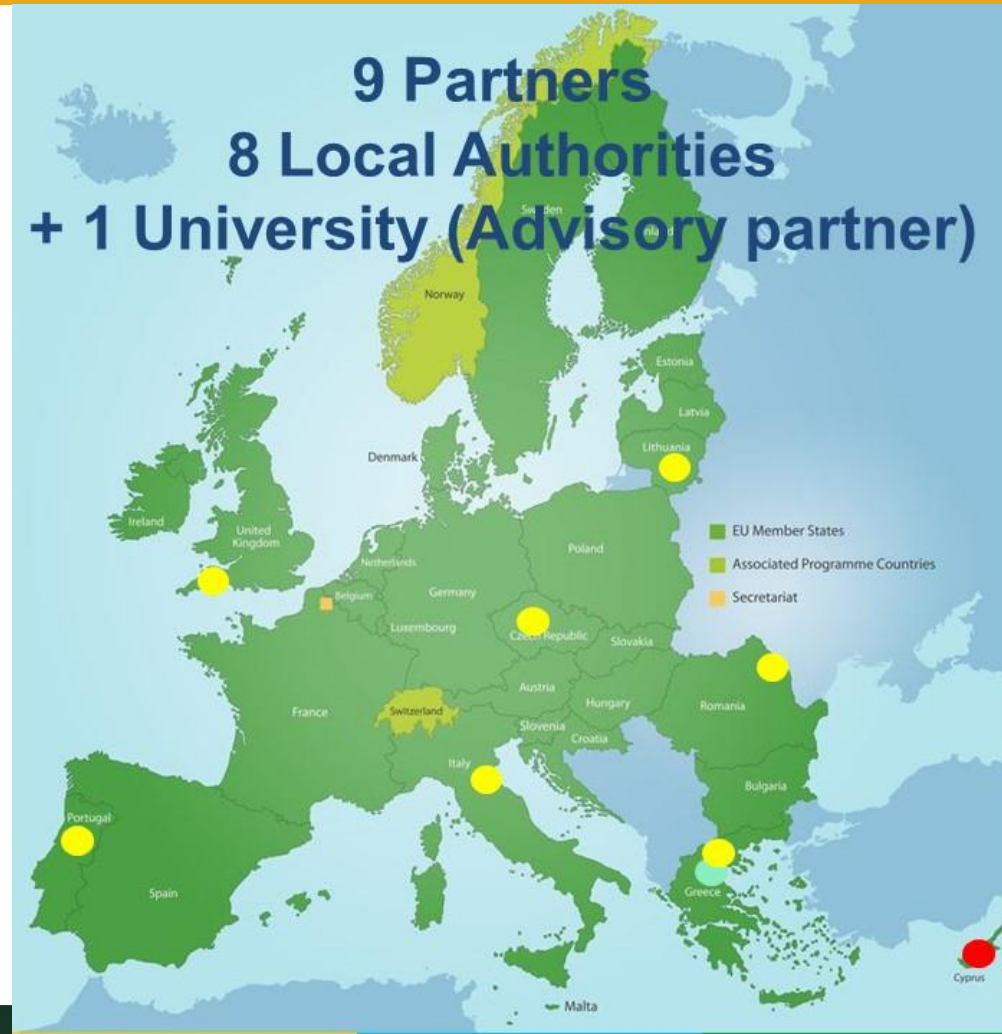 9 Partners
8 Local Authorities
+ 1 University (Advisory partner)
Sweden
Finland
Norway
Estonia
Latvia
Lithuania
Denmark
Ireland
United
Kingdom
EU Member States
Associated Programme Countries
Secretariat
Netherlands
Poland
Belgium
Germany
Luxembourg
Czech Republic
Slovakia
Austria
Hungary
France
Switzerland
Romania
Slovenia
Croatia
Italy
Bulgaria
Portugal
Spain
Greece
Cyprus
Malta